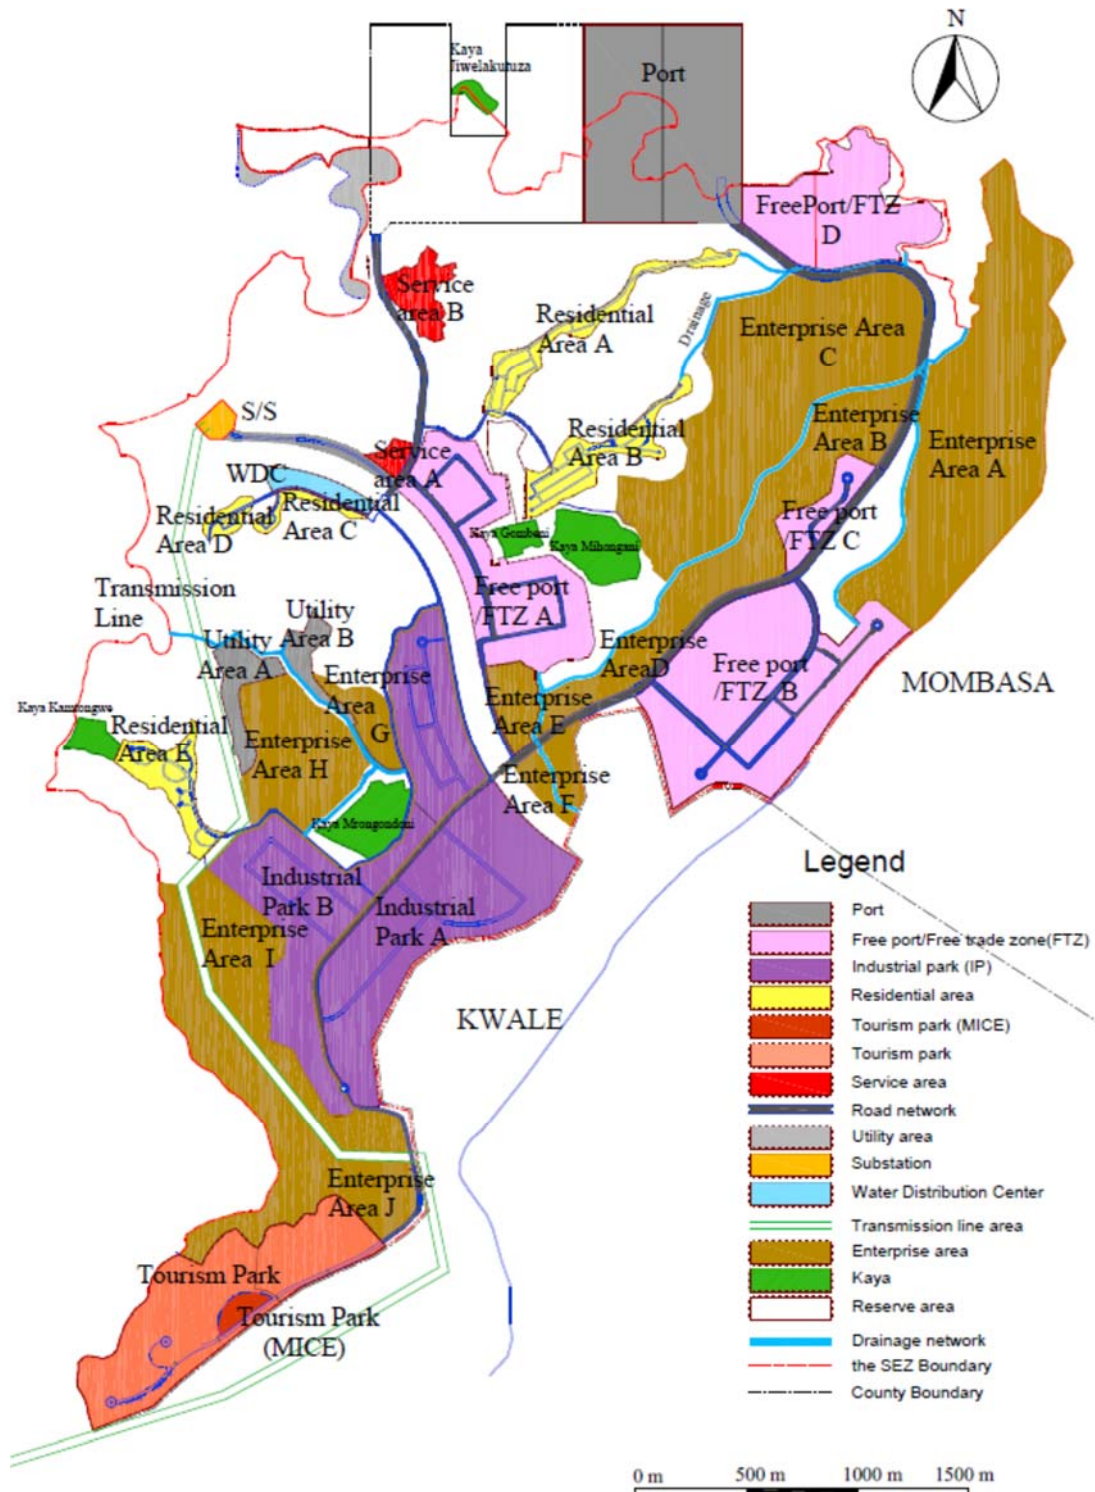 N
Kaya
Jiwelakutuza
Port
FreePort/FTZ
D
Service
area B
Residential
Area A
Drainage
Enterprise Area
C
S/S
Residential
Area B
Enterprise
Area B
Enterprise
Area A
Service
area A
WDC
Residential
Area C
Residential
Area D
Free port
/FTZ C
Kaya Gombani
Kaya Mihongani
Transmission
Line
Free port
/FTZ A
Utility
Area B
Utility
Area A
Enterprise
AreaD
Free port
/FTZ B
MOMBASA
Enterprise
Area
G
Enterprise
Area E
Kaya Kamtongwe
Residential
Area E
Enterprise
Area H
Enterprise
Area F
Kaya Mrongondoni
Industrial
Park B
Industrial
Park A
Enterprise
Area I
KWALE
Enterprise
Area J
Tourism Park
Tourism Park
(MICE)
Legend
Port
Free port/Free trade zone(FTZ)
Industrial park (IP)
Residential area
Tourism park (MICE)
Tourism park
Service area
Road network
Utility area
Substation
Water Distribution Center
Transmission line area
Enterprise area
Kaya
Reserve area
Drainage network
the SEZ Boundary
County Boundary
0 m 500 m 1000 m 1500 m